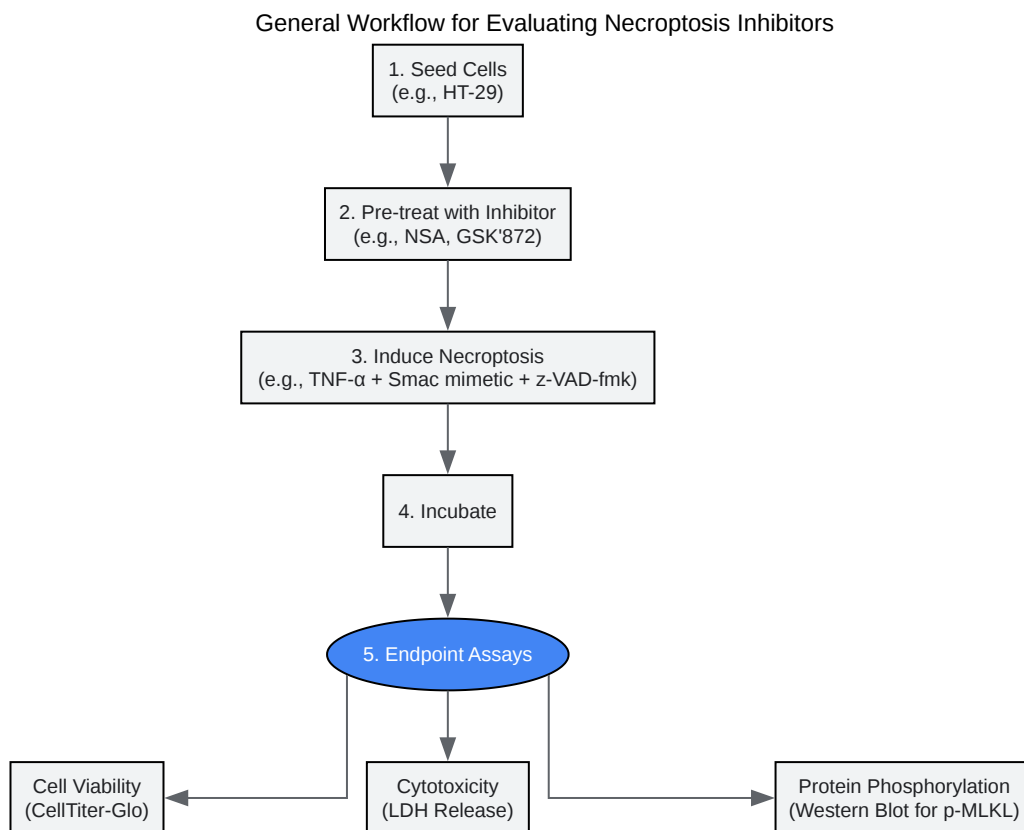 General Workflow for Evaluating Necroptosis Inhibitors
1. Seed Cells
(e.g., HT-29)
2. Pre-treat with Inhibitor
(e.g., NSA, GSK'872)
3. Induce Necroptosis
(e.g., TNF-α + Smac mimetic + z-VAD-fmk)
4. Incubate
5. Endpoint Assays
Cell Viability
(CellTiter-Glo)
Cytotoxicity
(LDH Release)
Protein Phosphorylation
(Western Blot for p-MLKL)